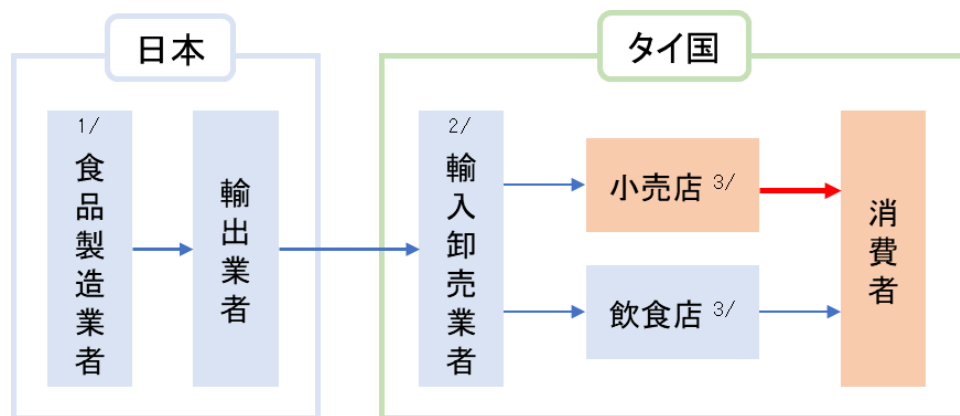 日本
タイ国
1/
食品製造業者
輸出業者
2/
輸入卸売業者
小売店 3/
飲食店 3/
消費者